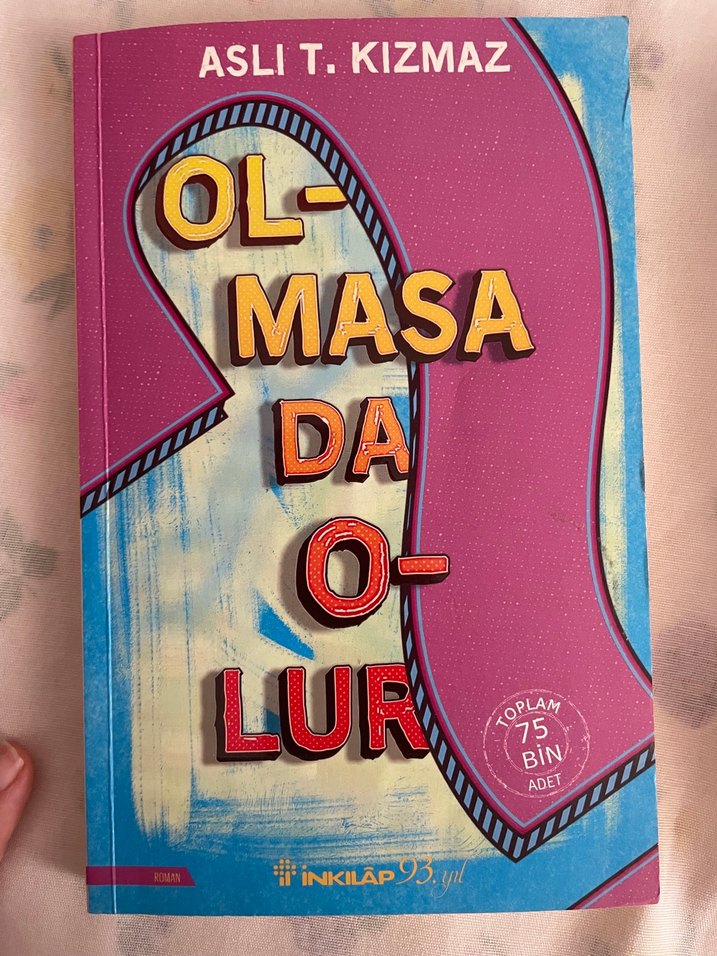 ASLI T. KIZMAZ
OL-
MASA
DA
O-
LUR
TOPLAM
75
BİN
ADET
ROMAN
İNKILÂP 93. yıl